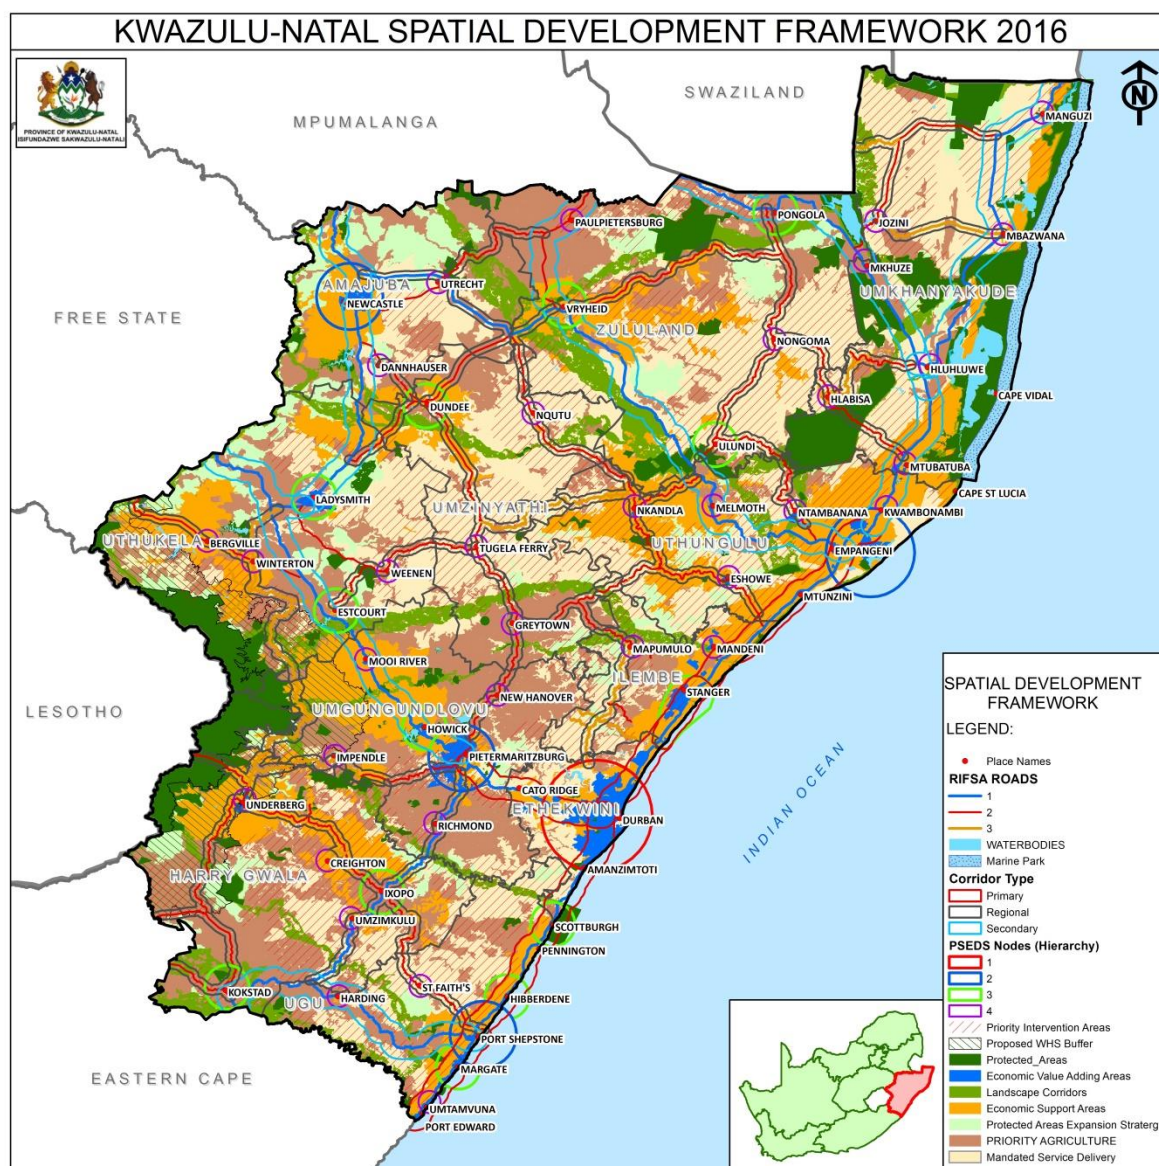 KWAZULU-NATAL SPATIAL DEVELOPMENT FRAMEWORK 2016
PROVINCE OF KWAZULU-NATAL
ISIFUNDAZWE SAKWAZULU-NATALI
SWAZILAND
MPUMALANGA
N
MANGUZI
PAULPIETERSBURG
PONGOLA
JOZINI
MBAZWANA
MKHUZE
UTRECHT
AMAJUBA
UMKHANYAKUDE
NEWCASTLE
FREE STATE
VRYHEID
ZULULAND
NONGOMA
DANNHAUSER
HLUHLUWE
CAPE VIDAL
HLABISA
DUNDEE
NQUTU
ULUNDI
MTUBATUBA
CAPE ST LUCIA
LADYSMITH
UMZINYATHI
NKANDLA
MELMOTH
NTAMBANANA
KWAMBONAMBI
UTHUKELA
BERGVILLE
WINTERTON
TUGELA FERRY
UTHUNGULU
EMPANGENI
WEENEN
ESHOWE
MTUNZINI
ESTCOURT
GREYTOWN
MAPUMULO
MANDENI
MOOI RIVER
ILEMBE
STANGER
NEW HANOVER
LESOTHO
UMGUNGUNDLOVU
HOWICK
IMPENDLE
PIETERMARITZBURG
CATO RIDGE
UNDERBERG
ETHEKWINI
DURBAN
RICHMOND
INDIAN OCEAN
CREIGHTON
AMANZIMTOTI
HARRY GWALA
IXOPO
UMZIMKULU
SCOTTBURGH
PENNINGTON
KOKSTAD
UGU
HARDING
ST FAITH'S
HIBBERDENE
PORT SHEPSTONE
MARGATE
EASTERN CAPE
UMTAMVUNA
PORT EDWARD
SPATIAL DEVELOPMENT
FRAMEWORK
LEGEND:
Place Names
RIFSA ROADS
1
2
3
WATERBODIES
Marine Park
Corridor Type
Primary
Regional
Secondary
PSEDS Nodes (Hierarchy)
1
2
3
4
Priority Intervention Areas
Proposed WHS Buffer
Protected_Areas
Economic Value Adding Areas
Landscape Corridors
Economic Support Areas
Protected Areas Expansion Straterg
PRIORITY AGRICULTURE
Mandated Service Delivery